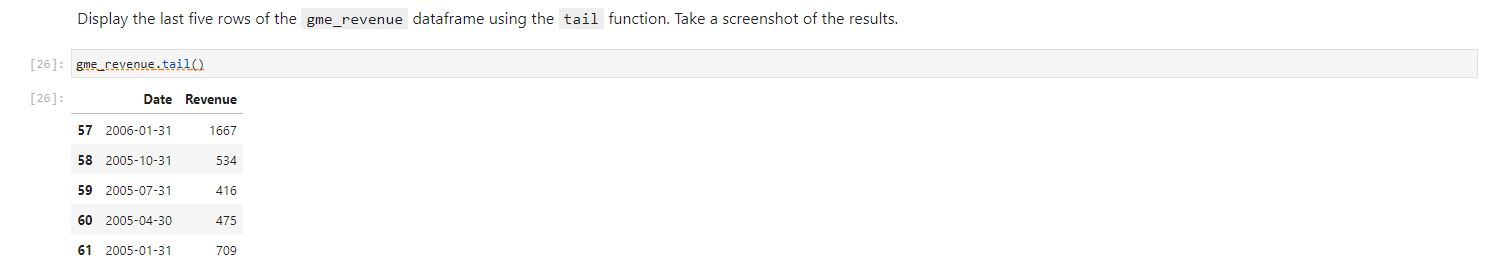 Display the last five rows of the gme_revenue dataframe using the tail function. Take a screenshot of the results.
[26]: gme_revenue.tail()
[26]: Date Revenue
57 2006-01-31 1667
58 2005-10-31 534
59 2005-07-31 416
60 2005-04-30 475
61 2005-01-31 709